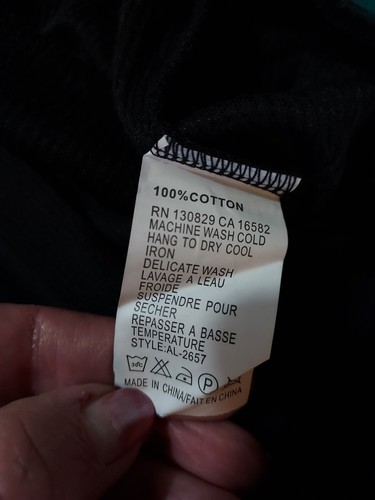 100%COTTON
RN 130829 CA 16582
MACHINE WASH COLD
HANG TO DRY COOL
IRON
DELICATE WASH
LAVAGE A LEAU
FROIDE
SUSPENDRE POUR
SECHER
REPASSER A BASSE
TEMPERATURE
STYLE:AL-2657
30C P
MADE IN CHINA/FAIT EN CHINA